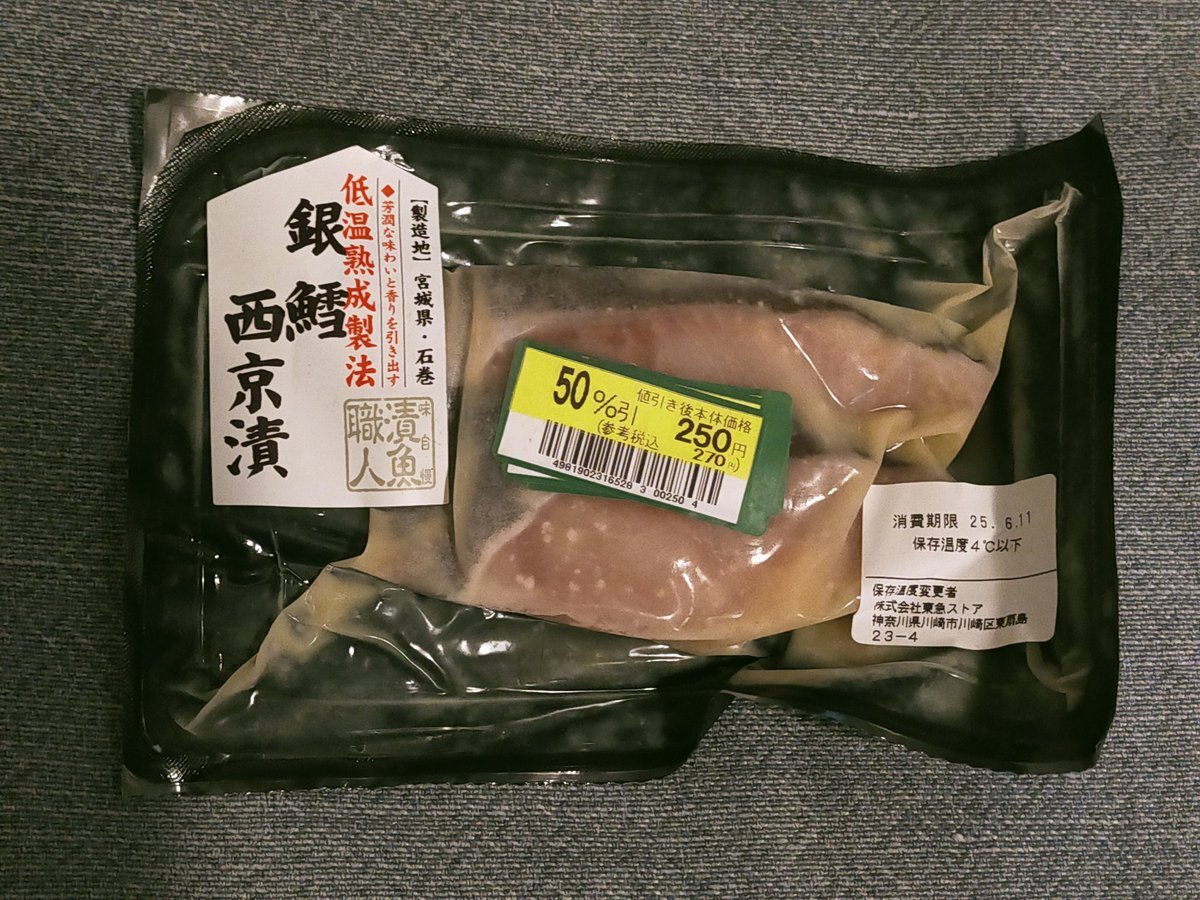 【製造地】宮城県・石巻
◆芳潤な味わいと香りを引き出す
低温熟成製法
銀鱈
西京漬
味自慢
漬魚
職人
50%引
値引き後本体価格
250円
(参考税込 270円)
4981902316526 3 00250 4
消費期限 25. 6.11
保存温度4℃以下
保存温度変更者
株式会社東急ストア
神奈川県川崎市川崎区東扇島
23-4